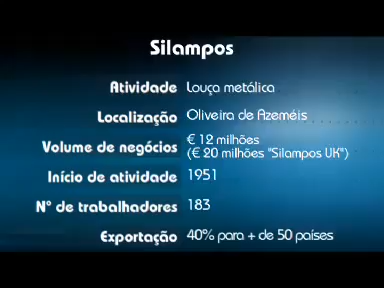 Silampos
Atividade Louça metálica
Localização Oliveira de Azeméis
Volume de negócios € 12 milhões
(€ 20 milhões "Silampos UK")
Início de atividade 1951
Nº de trabalhadores 183
Exportação 40% para + de 50 países